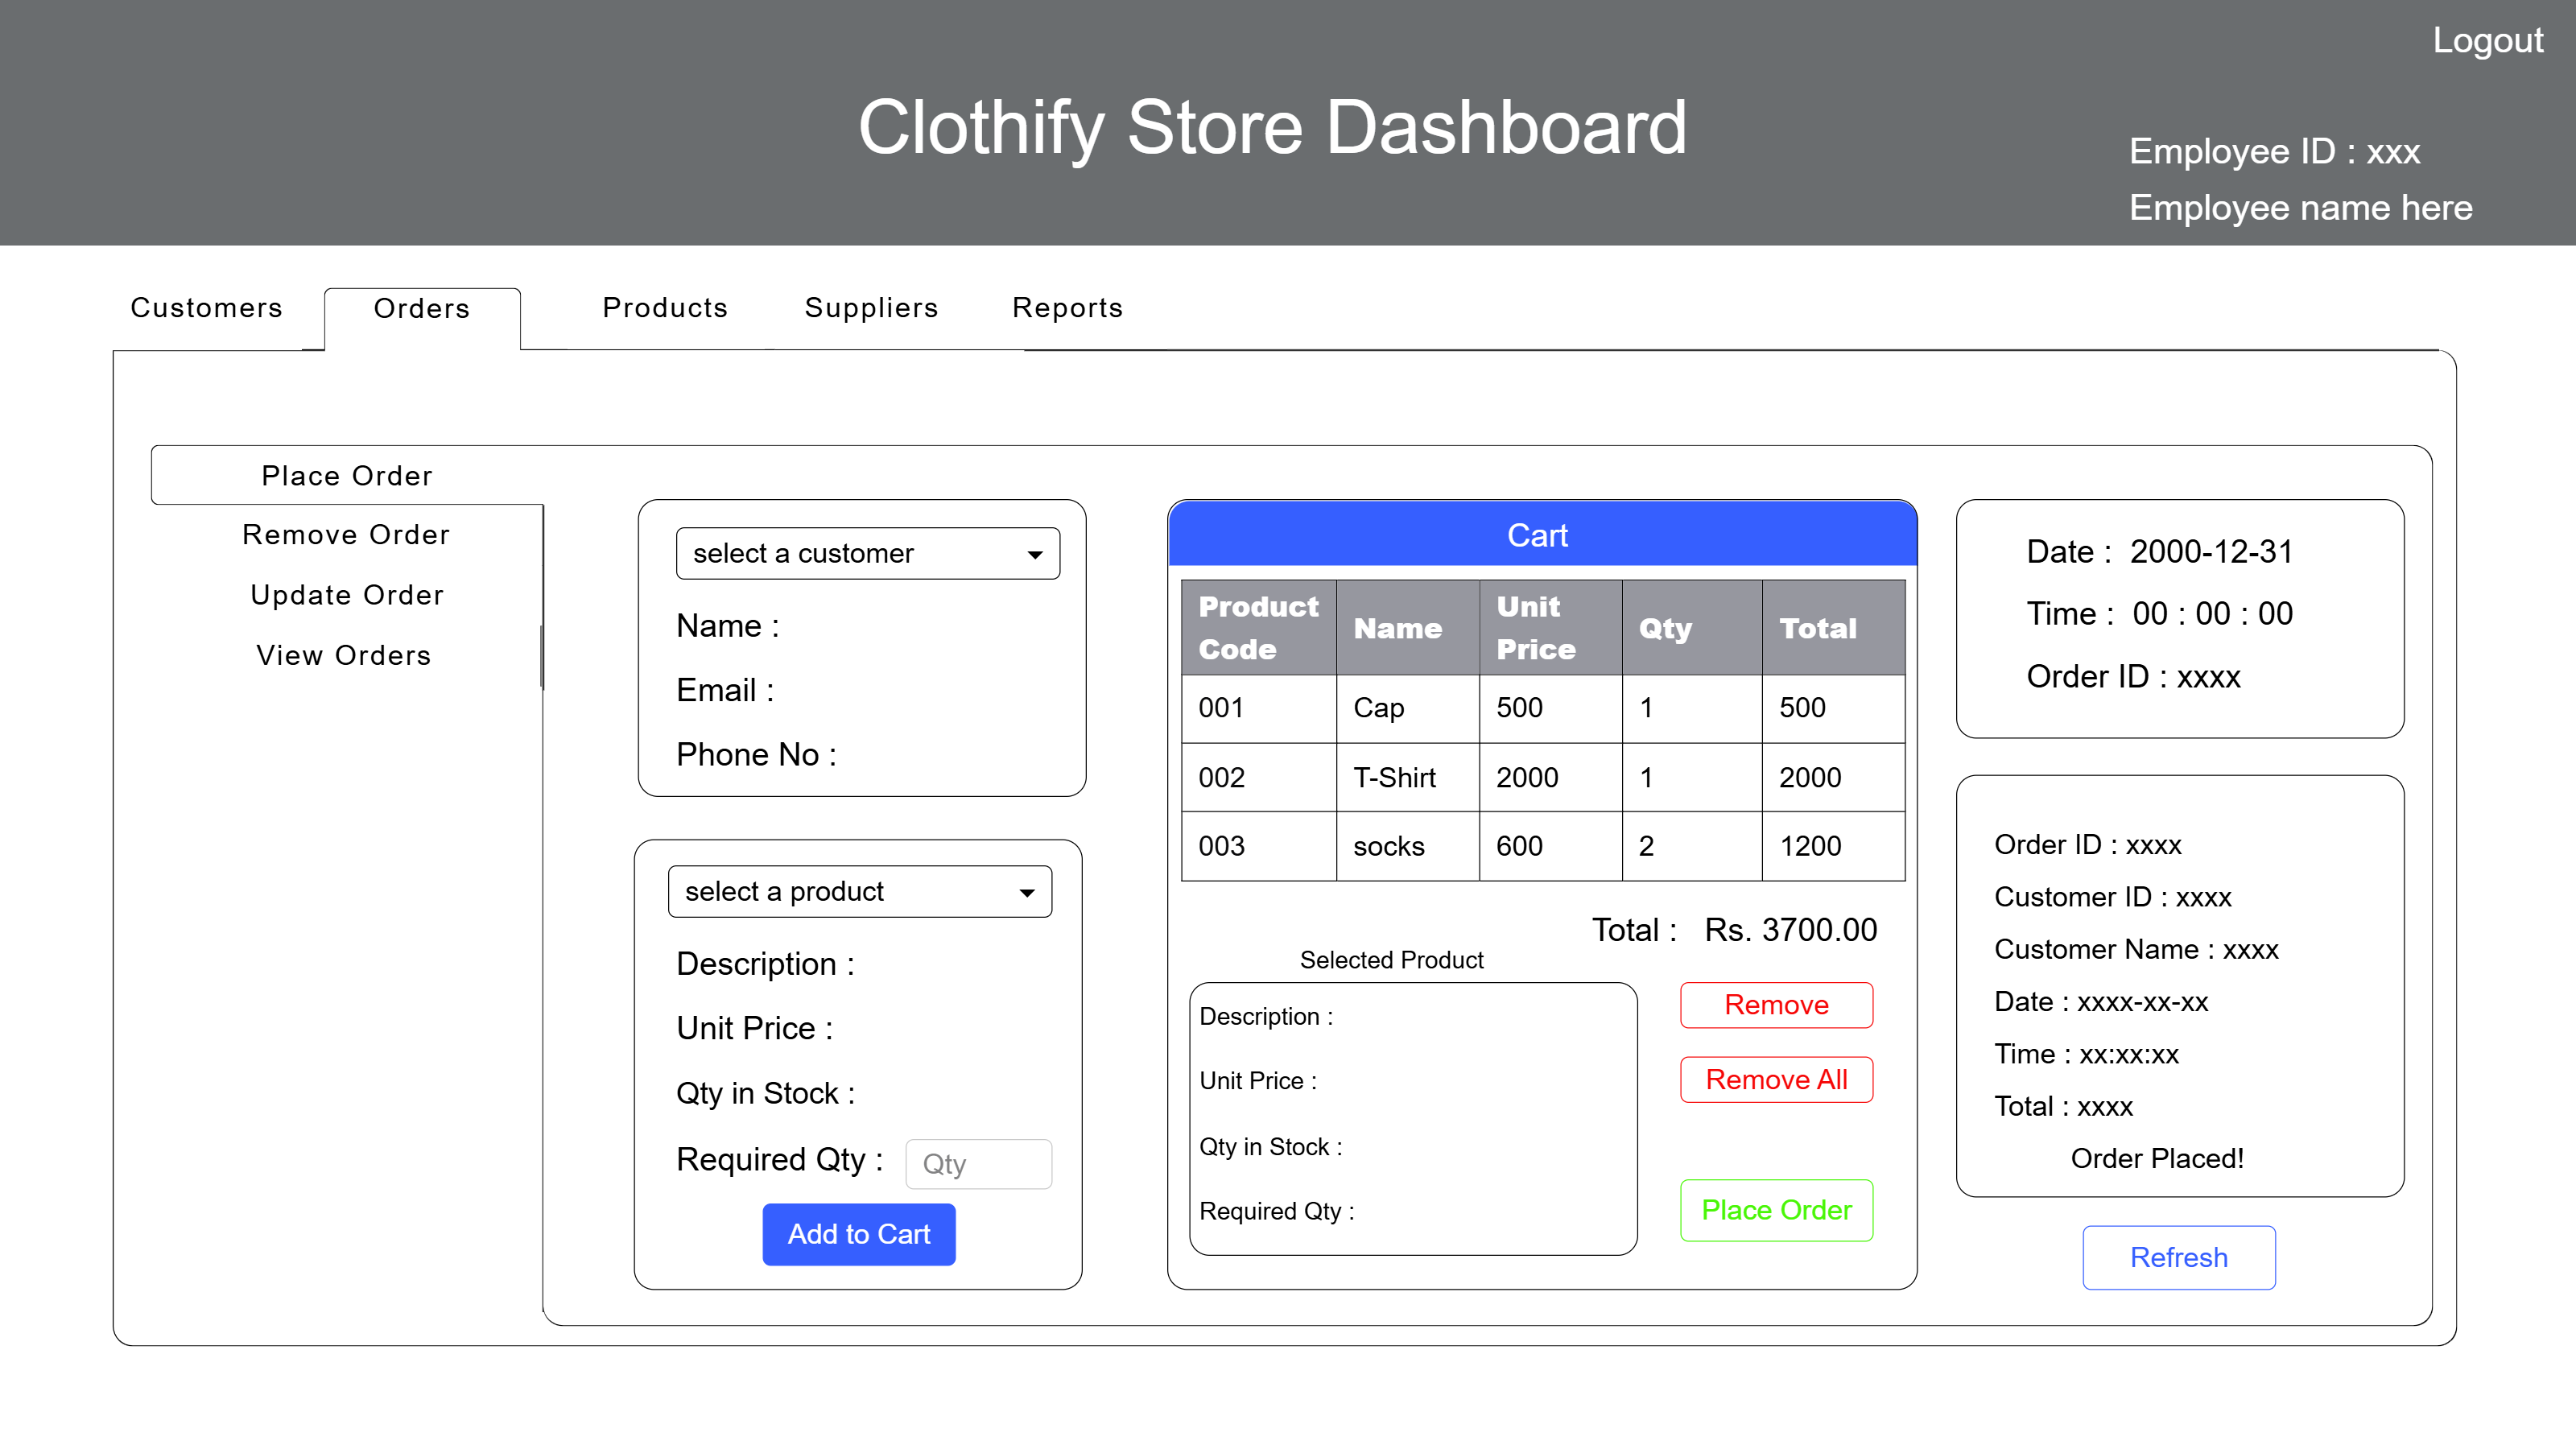 Logout
Clothify Store Dashboard
Employee ID : xxx
Employee name here
Customers
Orders
Products
Suppliers
Reports
Place Order
Remove Order
Update Order
View Orders
select a customer
Name :
Email :
Phone No :
select a product
Description :
Unit Price :
Qty in Stock :
Required Qty :
Qty
Add to Cart
Cart
Product Code Name Unit Price Qty Total
001 Cap 500 1 500
002 T-Shirt 2000 1 2000
003 socks 600 2 1200
Total : Rs. 3700.00
Selected Product
Description :
Unit Price :
Qty in Stock :
Required Qty :
Remove
Remove All
Place Order
Date : 2000-12-31
Time : 00 : 00 : 00
Order ID : xxxx
Order ID : xxxx
Customer ID : xxxx
Customer Name : xxxx
Date : xxxx-xx-xx
Time : xx:xx:xx
Total : xxxx
Order Placed!
Refresh